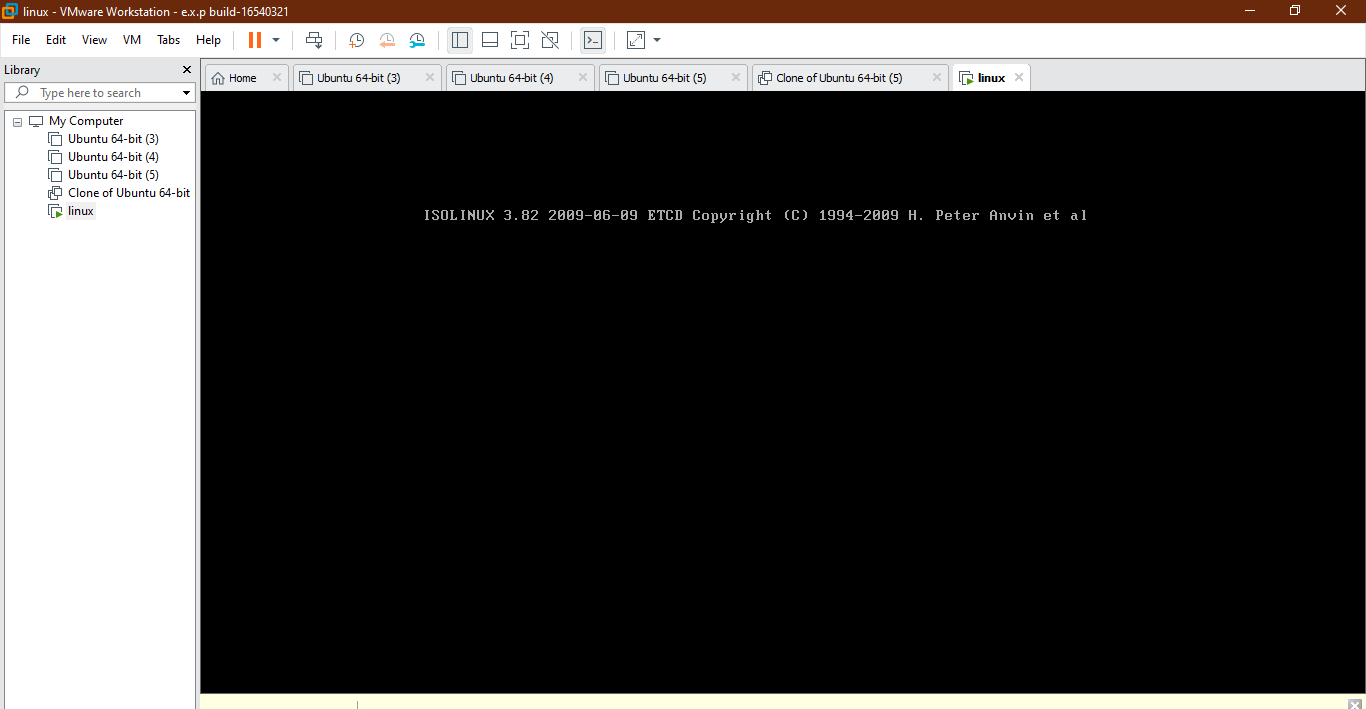 linux - VMware Workstation - e.x.p build-16540321
File Edit View VM Tabs Help
Library
Type here to search
My Computer
Ubuntu 64-bit (3)
Ubuntu 64-bit (4)
Ubuntu 64-bit (5)
Clone of Ubuntu 64-bit
linux
Home Ubuntu 64-bit (3) Ubuntu 64-bit (4) Ubuntu 64-bit (5) Clone of Ubuntu 64-bit (5) linux
ISOLINUX 3.82 2009-06-09 ETCD Copyright (C) 1994-2009 H. Peter Anvin et al